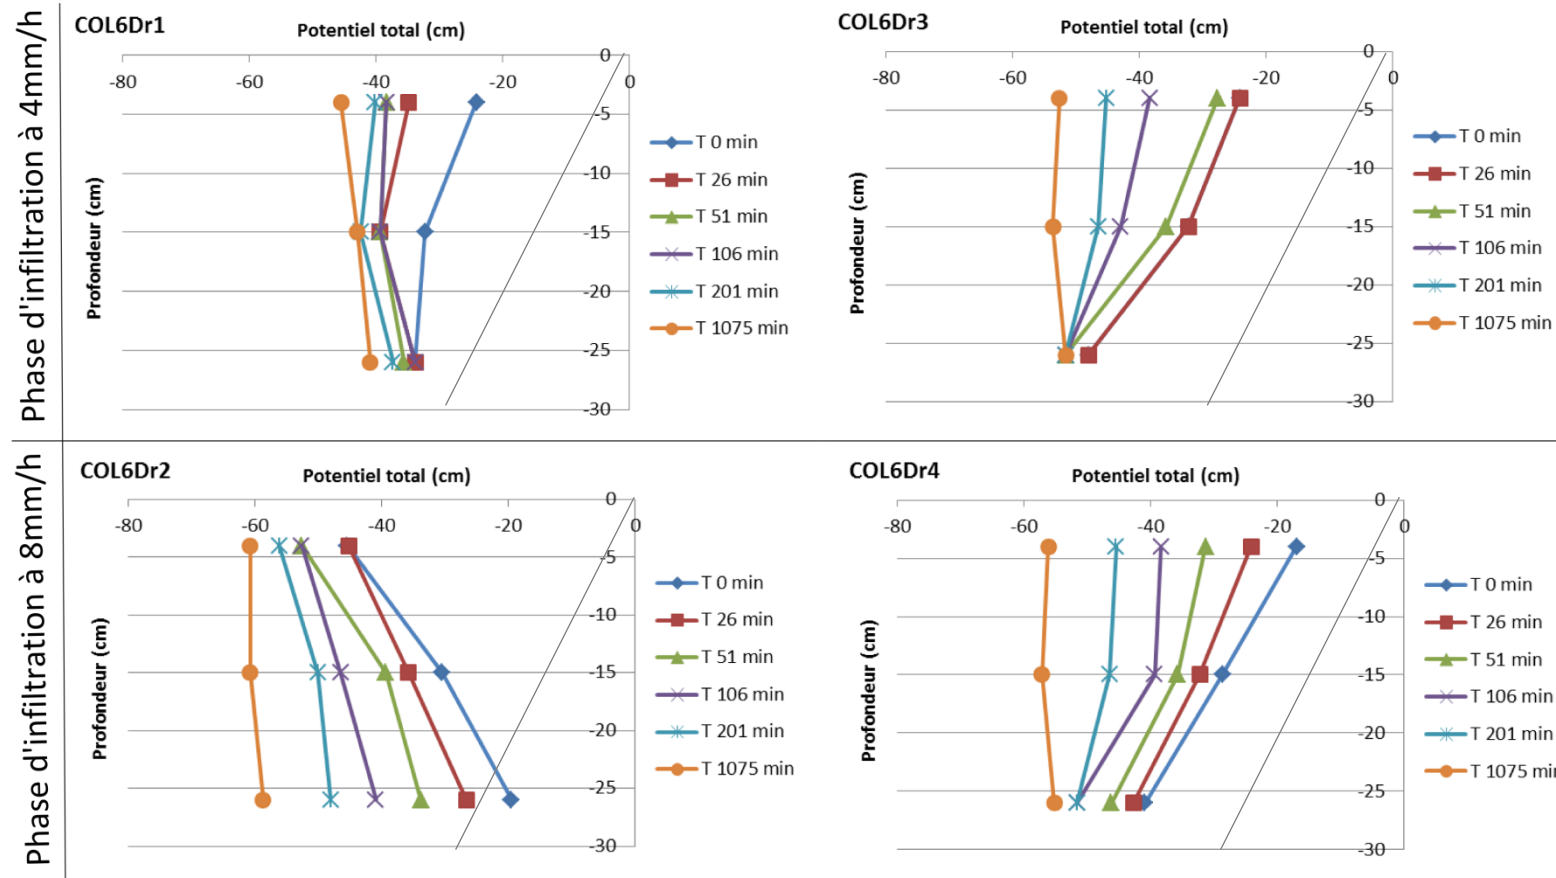 Phase d'infiltration à 4mm/h
COL6Dr1
Potentiel total (cm)
-80 -60 -40 -20 0
0
-5
-10
-15
-20
-25
-30
Profondeur (cm)
T 0 min
T 26 min
T 51 min
T 106 min
T 201 min
T 1075 min
COL6Dr3
Potentiel total (cm)
-80 -60 -40 -20 0
0
-5
-10
-15
-20
-25
-30
Profondeur (cm)
T 0 min
T 26 min
T 51 min
T 106 min
T 201 min
T 1075 min
Phase d'infiltration à 8mm/h
COL6Dr2
Potentiel total (cm)
-80 -60 -40 -20 0
0
-5
-10
-15
-20
-25
-30
Profondeur (cm)
T 0 min
T 26 min
T 51 min
T 106 min
T 201 min
T 1075 min
COL6Dr4
Potentiel total (cm)
-80 -60 -40 -20 0
0
-5
-10
-15
-20
-25
-30
Profondeur (cm)
T 0 min
T 26 min
T 51 min
T 106 min
T 201 min
T 1075 min